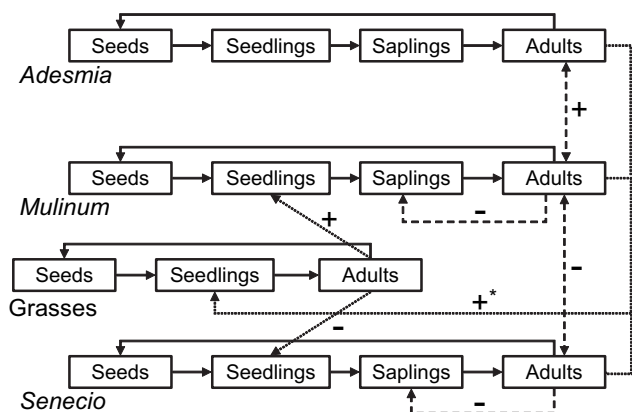 Seeds Seedlings Saplings Adults
Adesmia
+
Seeds Seedlings Saplings Adults
Mulinum
-
+
Seeds Seedlings Adults
-
Grasses
+*
-
Seeds Seedlings Saplings Adults
Senecio
-